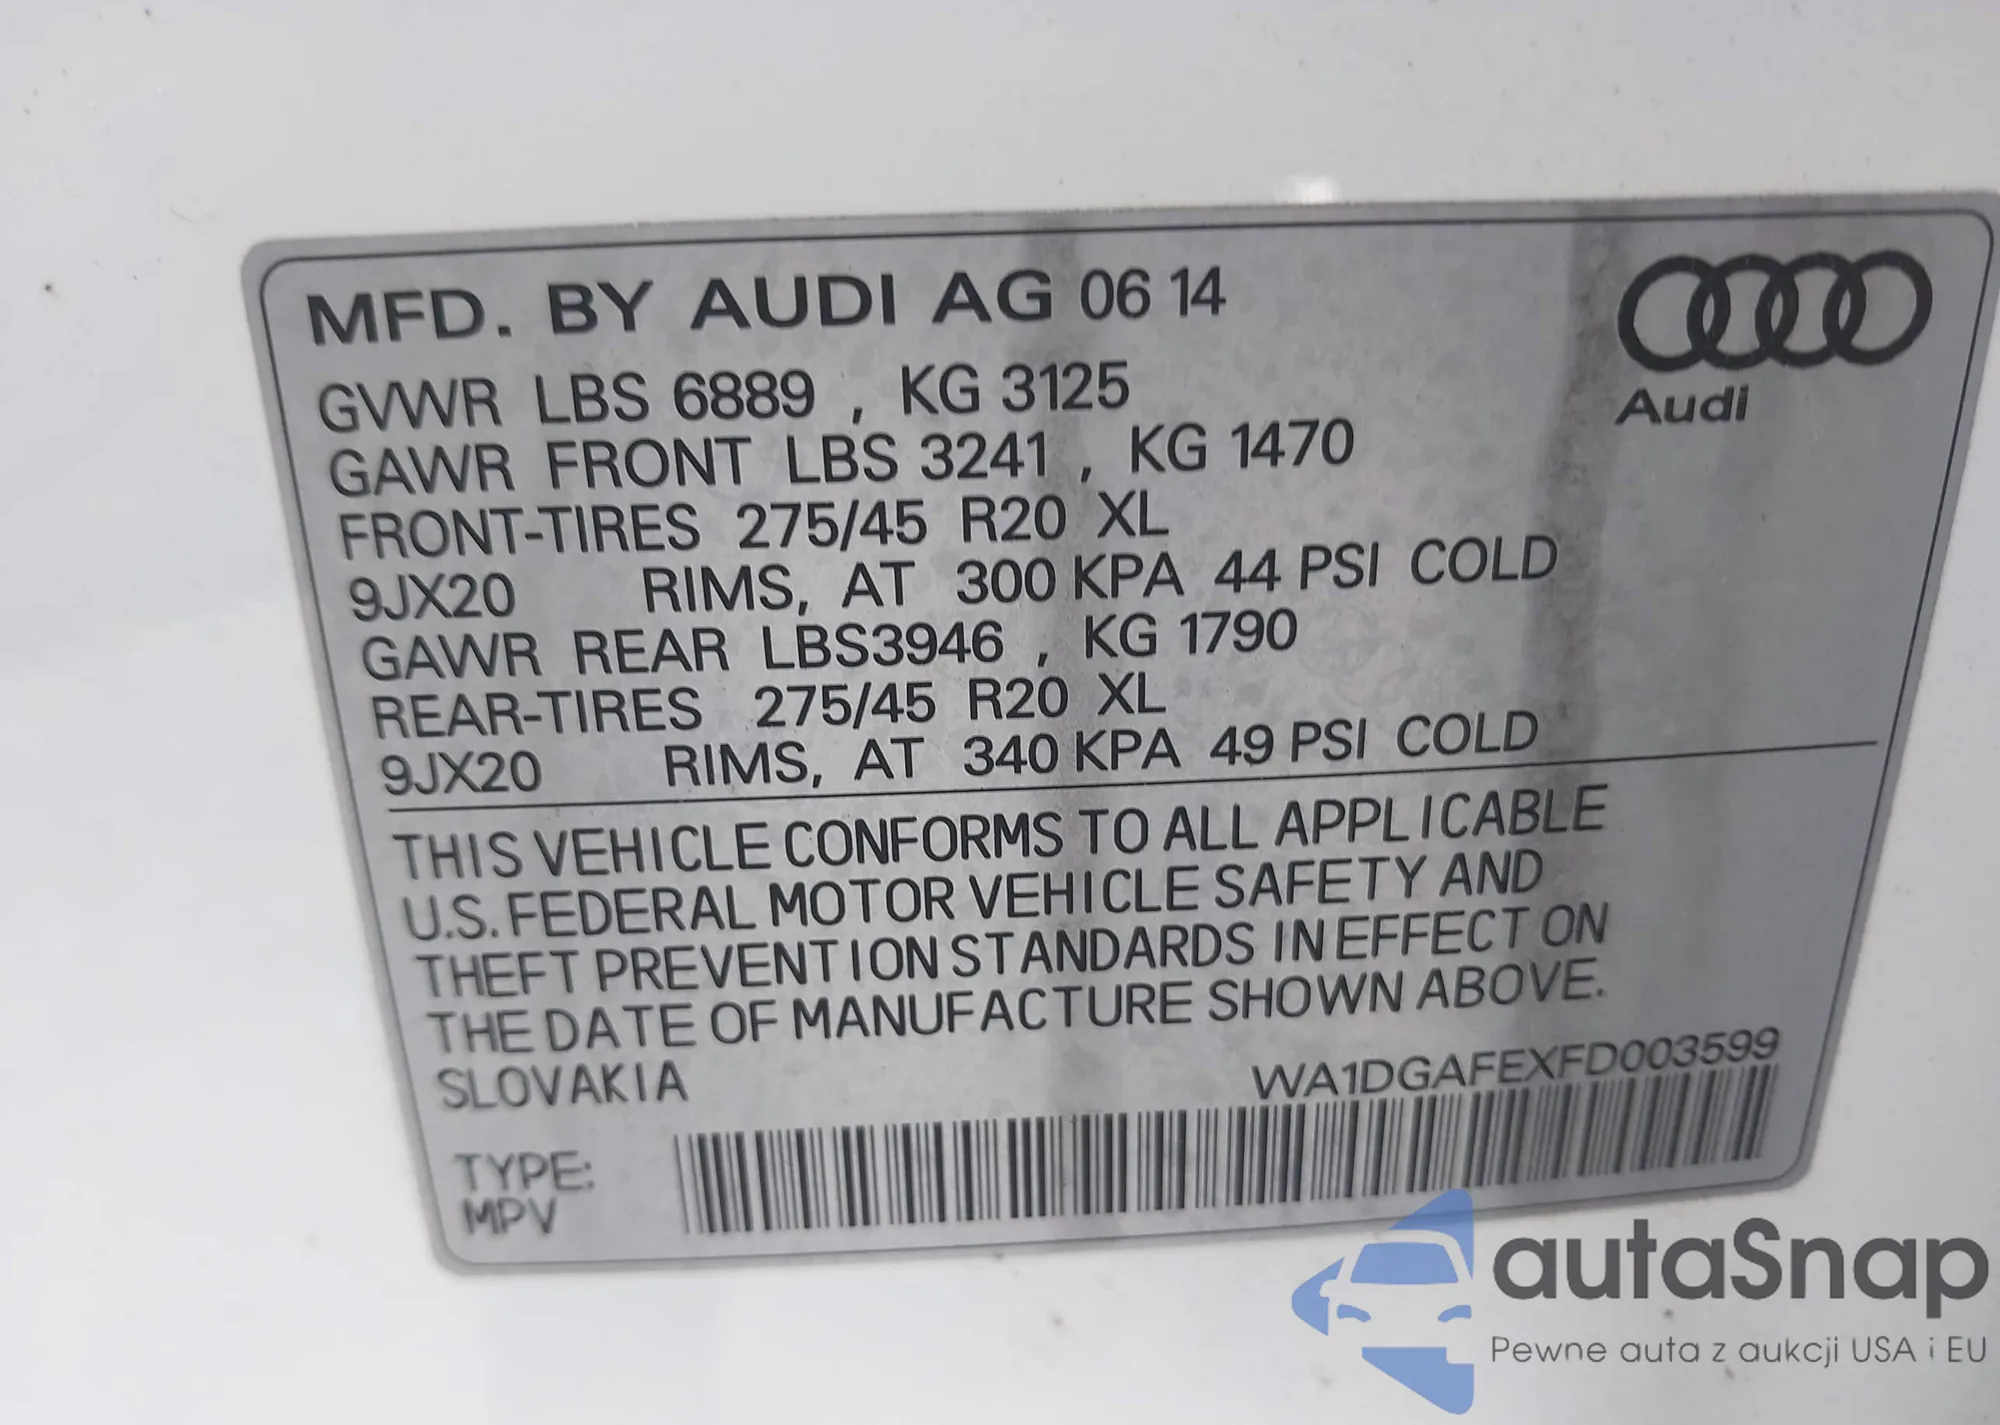 MFD. BY AUDI AG 06 14
GVWR LBS 6889 , KG 3125
GAWR FRONT LBS 3241 , KG 1470
FRONT-TIRES 275/45 R20 XL
9JX20 RIMS, AT 300 KPA 44 PSI COLD
GAWR REAR LBS3946 , KG 1790
REAR-TIRES 275/45 R20 XL
9JX20 RIMS, AT 340 KPA 49 PSI COLD
Audi
THIS VEHICLE CONFORMS TO ALL APPLICABLE
U.S. FEDERAL MOTOR VEHICLE SAFETY AND
THEFT PREVENTION STANDARDS IN EFFECT ON
THE DATE OF MANUFACTURE SHOWN ABOVE.
SLOVAKIA WA1DGAFEXFD003599
TYPE:
MPV
autaSnap
Pewne auta z aukcji USA i EU